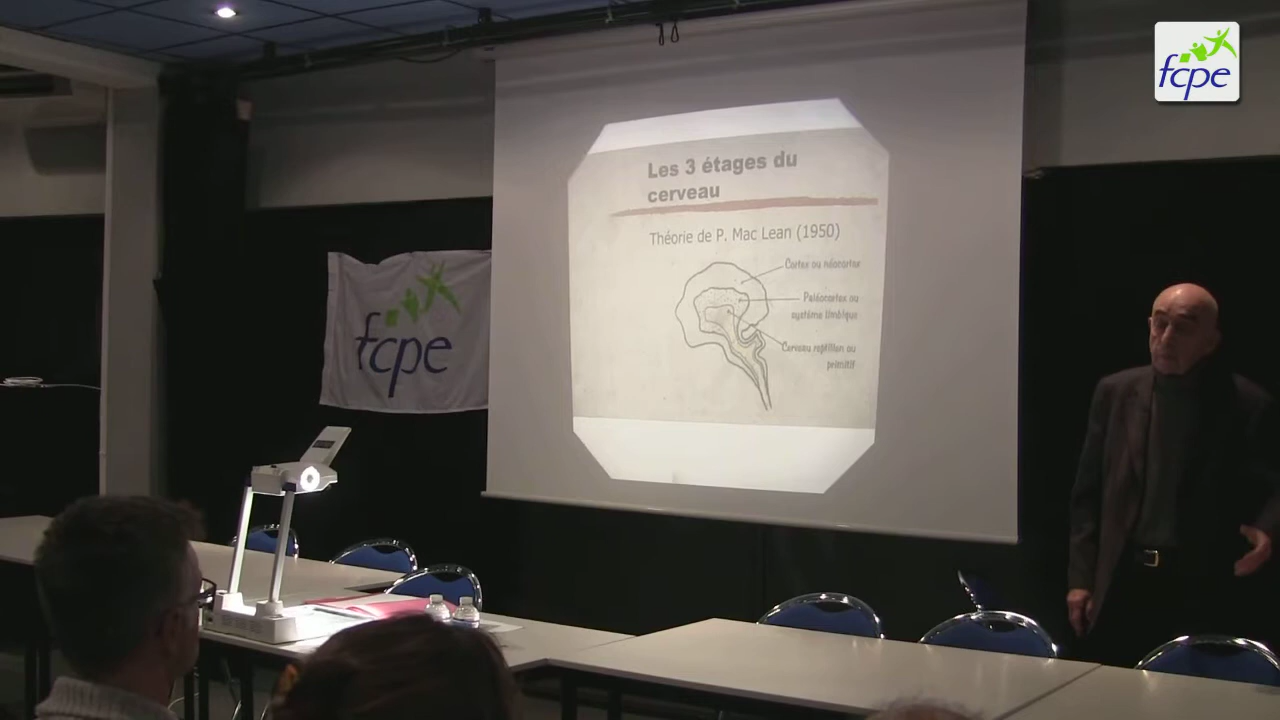 fcpe
Les 3 étages du
cerveau
Théorie de P. Mac Lean (1950)
Cortex ou néocortex
Paléocortex ou
système limbique
Cerveau reptilien ou
primitif
fcpe